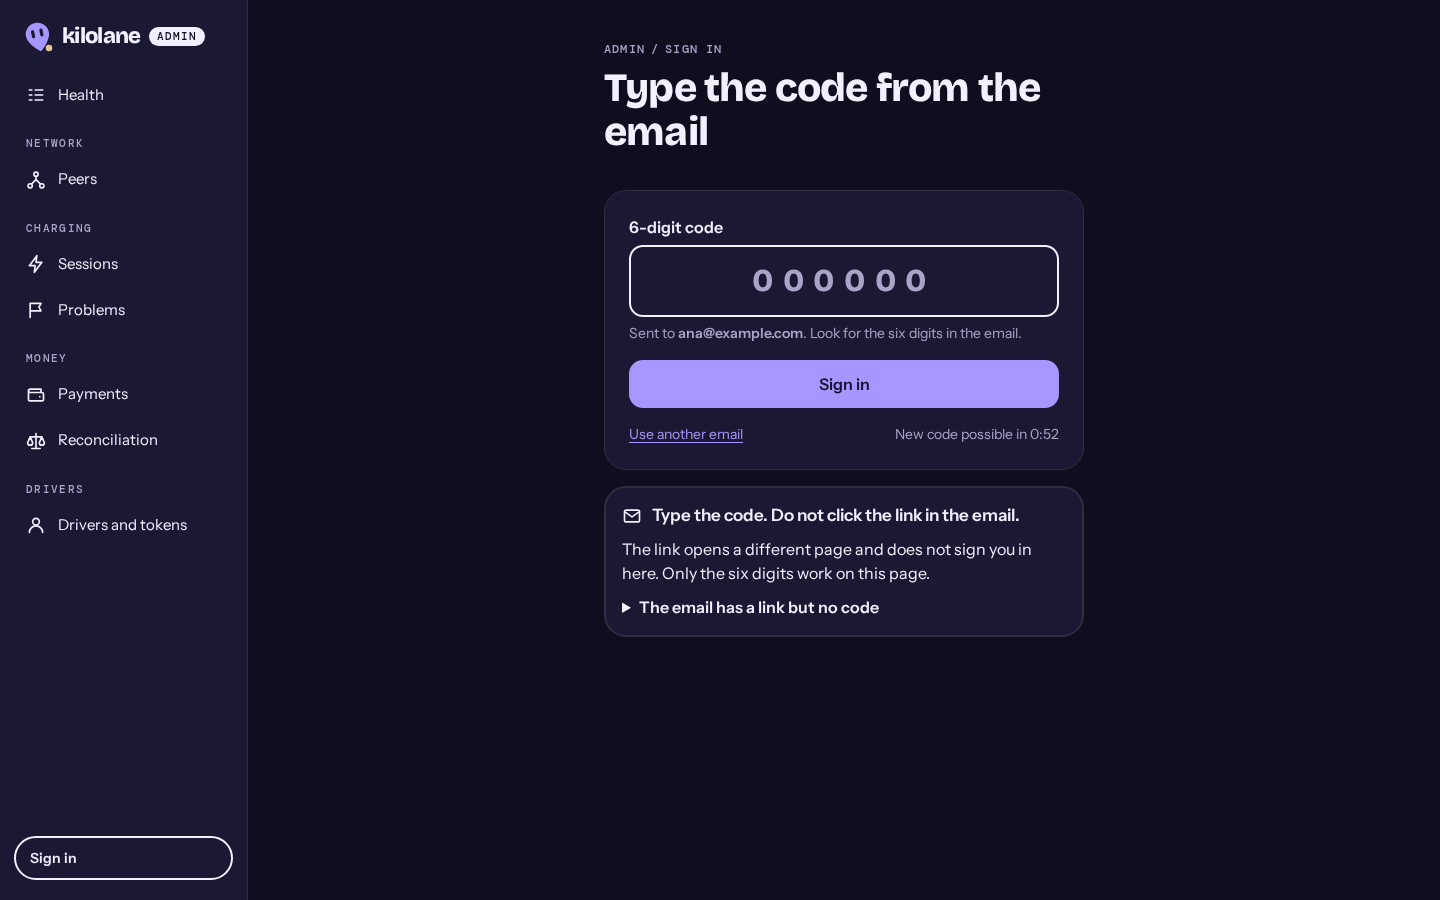 kilolane ADMIN
Health
NETWORK
Peers
CHARGING
Sessions
Problems
MONEY
Payments
Reconciliation
DRIVERS
Drivers and tokens
Sign in
ADMIN / SIGN IN
Type the code from the
email
6-digit code
000000
Sent to ana@example.com. Look for the six digits in the email.
Sign in
Use another email
New code possible in 0:52
Type the code. Do not click the link in the email.
The link opens a different page and does not sign you in
here. Only the six digits work on this page.
The email has a link but no code